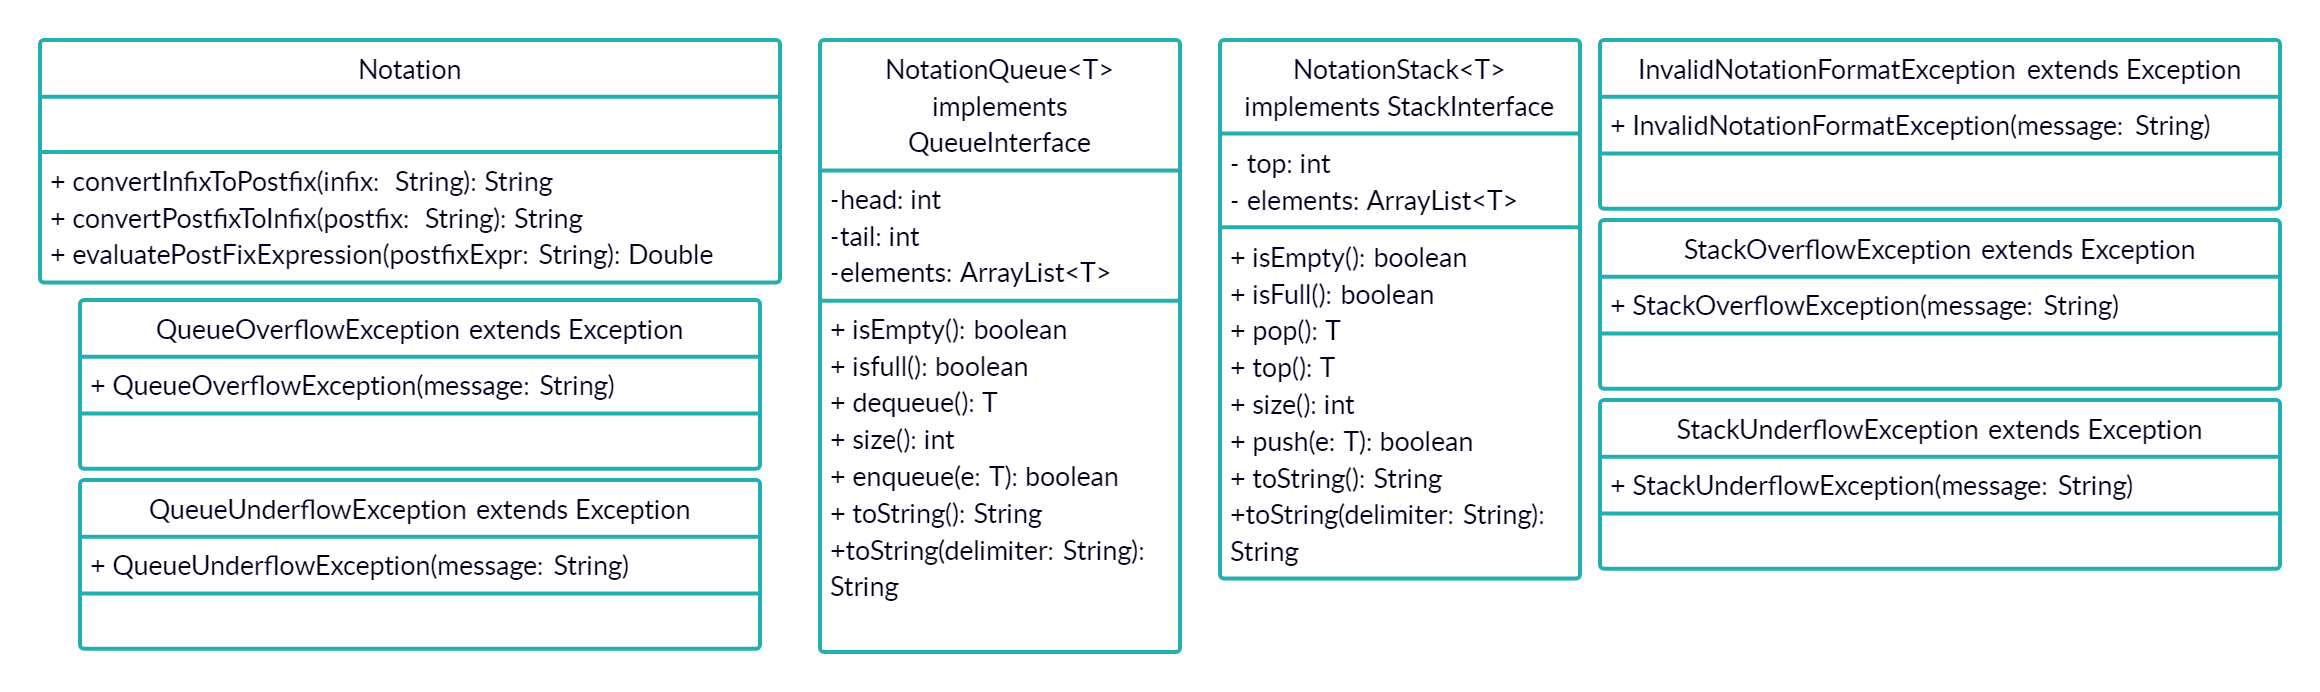 Notation
+ convertInfixToPostfix(infix: String): String
+ convertPostfixToInfix(postfix: String): String
+ evaluatePostFixExpression(postfixExpr: String): Double
QueueOverflowException extends Exception
+ QueueOverflowException(message: String)
QueueUnderflowException extends Exception
+ QueueUnderflowException(message: String)
NotationQueue<T>
implements
QueueInterface
-head: int
-tail: int
-elements: ArrayList<T>
+ isEmpty(): boolean
+ isfull(): boolean
+ dequeue(): T
+ size(): int
+ enqueue(e: T): boolean
+ toString(): String
+toString(delimiter: String):
String
NotationStack<T>
implements StackInterface
- top: int
- elements: ArrayList<T>
+ isEmpty(): boolean
+ isFull(): boolean
+ pop(): T
+ top(): T
+ size(): int
+ push(e: T): boolean
+ toString(): String
+toString(delimiter: String):
String
InvalidNotationFormatException extends Exception
+ InvalidNotationFormatException(message: String)
StackOverflowException extends Exception
+ StackOverflowException(message: String)
StackUnderflowException extends Exception
+ StackUnderflowException(message: String)